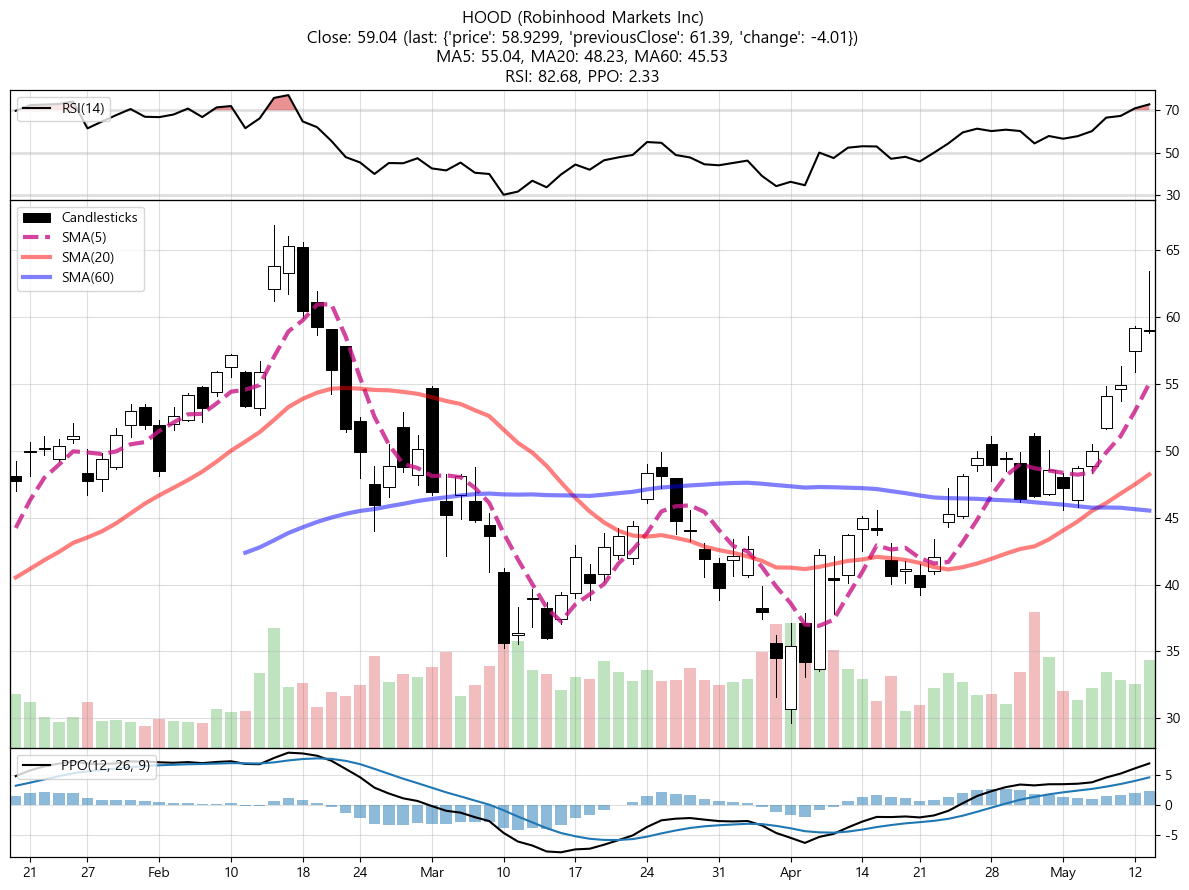 HOOD (Robinhood Markets Inc)
Close: 59.04 (last: {'price': 58.9299, 'previousClose': 61.39, 'change': -4.01})
MA5: 55.04, MA20: 48.23, MA60: 45.53
RSI: 82.68, PPO: 2.33
RSI(14)
70
50
30
Candlesticks
SMA(5)
SMA(20)
SMA(60)
65
60
55
50
45
40
35
30
PPO(12, 26, 9)
5
0
-5
21 27 Feb 10 18 24 Mar 10 17 24 31 Apr 14 21 28 May 12